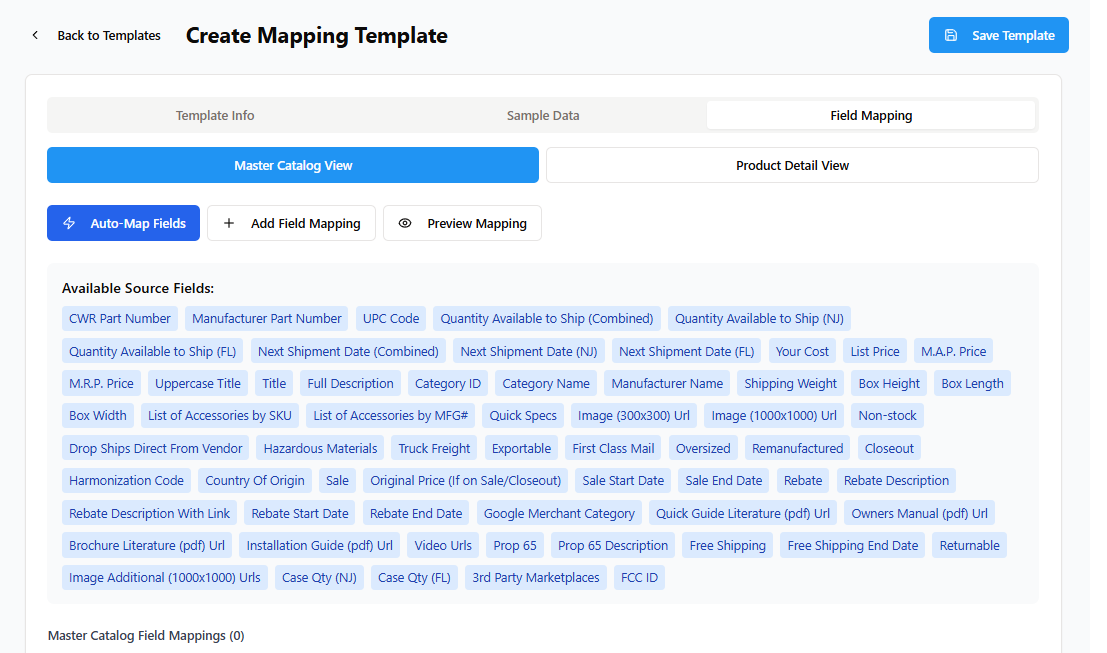 Back to Templates Create Mapping Template Save Template
Template Info Sample Data Field Mapping
Master Catalog View Product Detail View
Auto-Map Fields Add Field Mapping Preview Mapping
Available Source Fields:
CWR Part Number Manufacturer Part Number UPC Code Quantity Available to Ship (Combined) Quantity Available to Ship (NJ)
Quantity Available to Ship (FL) Next Shipment Date (Combined) Next Shipment Date (NJ) Next Shipment Date (FL) Your Cost List Price M.A.P. Price
M.R.P. Price Uppercase Title Title Full Description Category ID Category Name Manufacturer Name Shipping Weight Box Height Box Length
Box Width List of Accessories by SKU List of Accessories by MFG# Quick Specs Image (300x300) Url Image (1000x1000) Url Non-stock
Drop Ships Direct From Vendor Hazardous Materials Truck Freight Exportable First Class Mail Oversized Remanufactured Closeout
Harmonization Code Country Of Origin Sale Original Price (If on Sale/Closeout) Sale Start Date Sale End Date Rebate Rebate Description
Rebate Description With Link Rebate Start Date Rebate End Date Google Merchant Category Quick Guide Literature (pdf) Url Owners Manual (pdf) Url
Brochure Literature (pdf) Url Installation Guide (pdf) Url Video Urls Prop 65 Prop 65 Description Free Shipping Free Shipping End Date Returnable
Image Additional (1000x1000) Urls Case Qty (NJ) Case Qty (FL) 3rd Party Marketplaces FCC ID
Master Catalog Field Mappings (0)